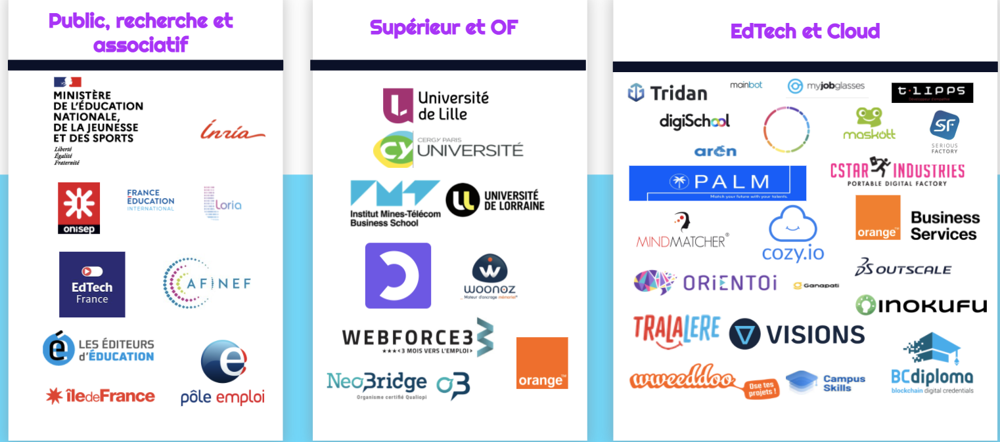 Public, recherche et
associatif
MINISTÈRE
DE L'ÉDUCATION
NATIONALE,
DE LA JEUNESSE
ET DES SPORTS
Liberté
Égalité
Fraternité
Inria
onisep
FRANCE
ÉDUCATION
INTERNATIONAL
Loria
EdTech
France
AFINEF
é
LES ÉDITEURS
d'ÉDUCATION
e
îledeFrance
pôle emploi
Supérieur et OF
Université
de Lille
CY
CERGY PARIS
UNIVERSITÉ
Institut Mines-Télécom
Business School
UNIVERSITÉ
DE LORRAINE
w
woonoz
Moteur d'ancrage mémoriel®
WEBFORCE3
★★★<3 MOIS VERS L'EMPLOI>
NeoBridge
Organisme certifié Qualiopi
orange™
EdTech et Cloud
Tridan
mainbot
myjobglasses
t·LIPPS
digiSchool
maskott
SF
SERIOUS
FACTORY
arēn
PALM
Match your future with your talents.
CSTAR INDUSTRIES
PORTABLE DIGITAL FACTORY
MINDMATCHER®
cozy.io
orange™
Business
Services
3DS OUTSCALE
ORiENTOi
Ganapati
iNOKUFU
TRALALERE
VISIONS
wweeddoo
Ose tes
projets !
Campus
Skills
BCdiploma
blockchain digital credentials